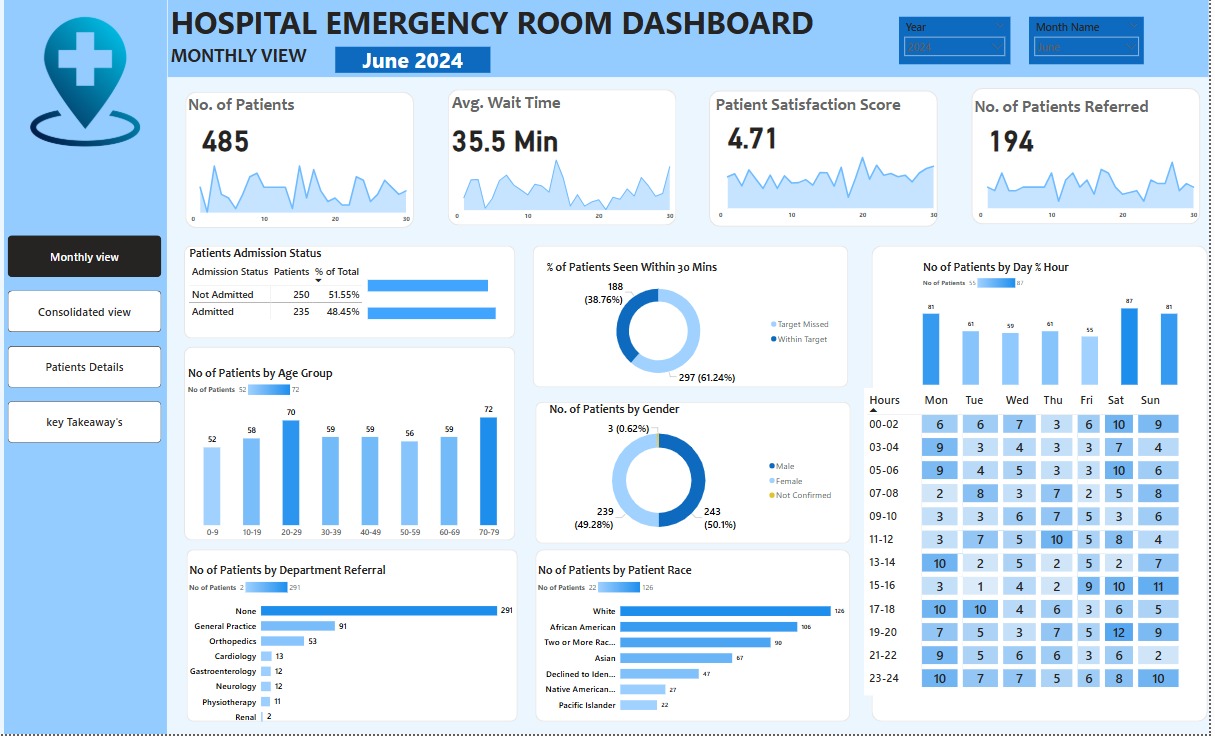 HOSPITAL EMERGENCY ROOM DASHBOARD
MONTHLY VIEW
June 2024
Year
2024
Month Name
June
Monthly view
Consolidated view
Patients Details
key Takeaway's
No. of Patients
485
0 10 20 30
Avg. Wait Time
35.5 Min
0 10 20 30
Patient Satisfaction Score
4.71
0 10 20 30
No. of Patients Referred
194
0 10 20 30
Patients Admission Status
Admission Status Patients % of Total
Not Admitted 250 51.55%
Admitted 235 48.45%
% of Patients Seen Within 30 Mins
188
(38.76%)
Target Missed
Within Target
297 (61.24%)
No of Patients by Age Group
No of Patients 52 72
52 58 70 59 59 56 59 72
0-9 10-19 20-29 30-39 40-49 50-59 60-69 70-79
No. of Patients by Gender
3 (0.62%)
Male
Female
Not Confirmed
239
(49.28%)
243
(50.1%)
No of Patients by Department Referral
No of Patients 2 291
None 291
General Practice 91
Orthopedics 53
Cardiology 13
Gastroenterology 12
Neurology 12
Physiotherapy 11
Renal 2
No of Patients by Patient Race
No of Patients 22 126
White 126
African American 106
Two or More Rac... 90
Asian 67
Declined to Iden... 47
Native American... 27
Pacific Islander 22
No of Patients by Day % Hour
No of Patients 55 87
81 61 59 61 55 87 81
Hours Mon Tue Wed Thu Fri Sat Sun
00-02 6 6 7 3 6 10 9
03-04 9 3 4 3 3 7 4
05-06 9 4 5 3 3 10 6
07-08 2 8 3 7 2 5 8
09-10 3 3 6 7 5 3 6
11-12 3 7 5 10 5 8 4
13-14 10 2 5 2 5 2 7
15-16 3 1 4 2 9 10 11
17-18 10 10 4 6 3 6 5
19-20 7 5 3 7 5 12 9
21-22 9 5 6 6 3 6 2
23-24 10 7 7 5 6 8 10